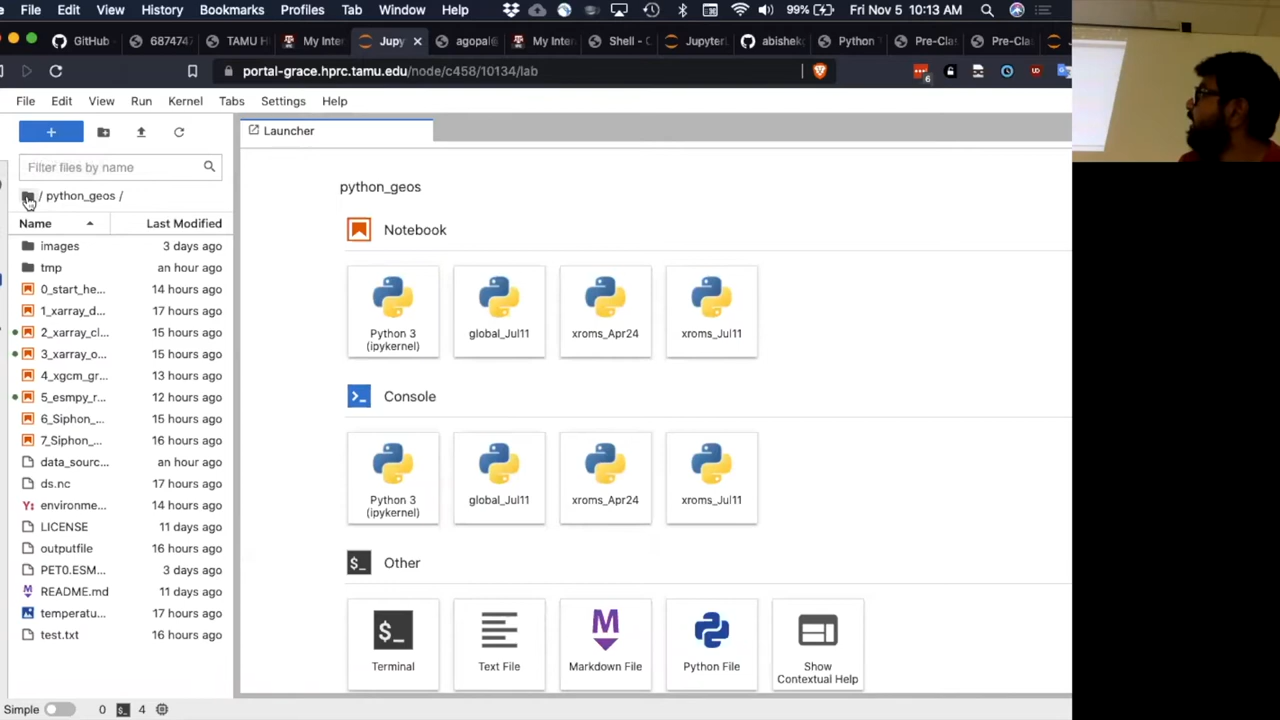 File Edit View History Bookmarks Profiles Tab Window Help 99% Fri Nov 5 10:13 AM
GitHub 6874747 TAMU H My Inter Jupy agopal My Inter Shell - C Jupyter abishek Python Pre-Cla Pre-Cla
portal-grace.hprc.tamu.edu/node/c458/10134/lab 6
File Edit View Run Kernel Tabs Settings Help
Launcher
Filter files by name
/ python_geos /
Name Last Modified
images 3 days ago
tmp an hour ago
0_start_he... 14 hours ago
1_xarray_d... 17 hours ago
2_xarray_cl... 15 hours ago
3_xarray_o... 15 hours ago
4_xgcm_gr... 13 hours ago
5_esmpy_r... 12 hours ago
6_Siphon_... 15 hours ago
7_Siphon_... 16 hours ago
data_sourc... an hour ago
ds.nc 17 hours ago
Y: environme... 14 hours ago
LICENSE 11 days ago
outputfile 16 hours ago
PET0.ESM... 3 days ago
README.md 11 days ago
temperatu... 17 hours ago
test.txt 16 hours ago
python_geos
Notebook
Python 3
(ipykernel)
global_Jul11
xroms_Apr24
xroms_Jul11
>_ Console
Python 3
(ipykernel)
global_Jul11
xroms_Apr24
xroms_Jul11
$_ Other
$_
Terminal
Text File
M
Markdown File
Python File
Show
Contextual Help
Simple 0 $_ 4